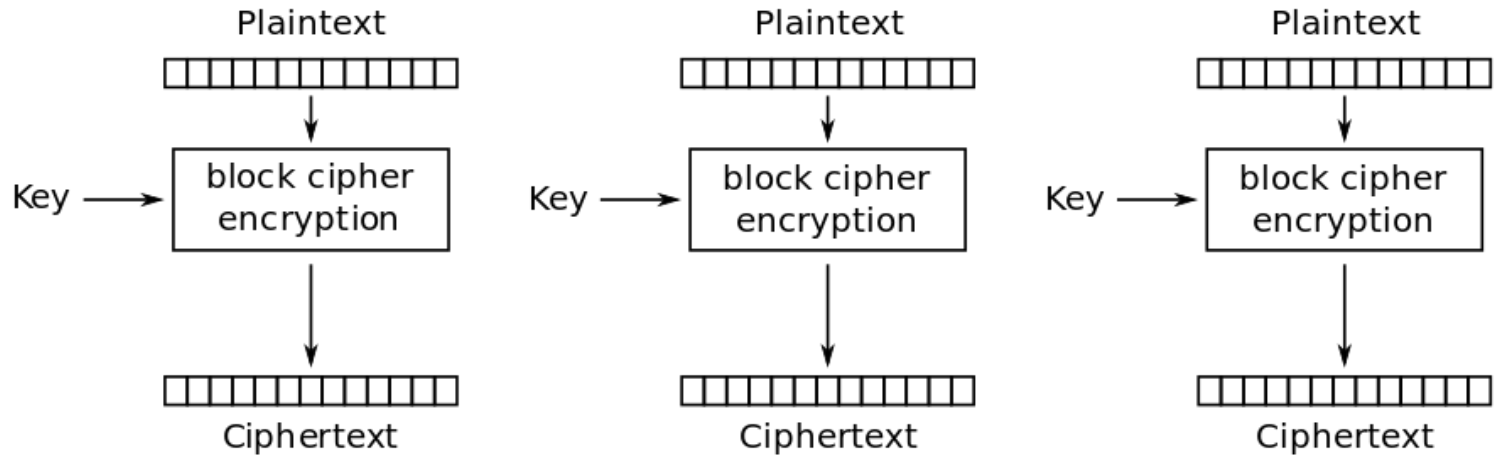 Plaintext
Plaintext
Plaintext
Key
block cipher
encryption
Key
block cipher
encryption
Key
block cipher
encryption
Ciphertext
Ciphertext
Ciphertext